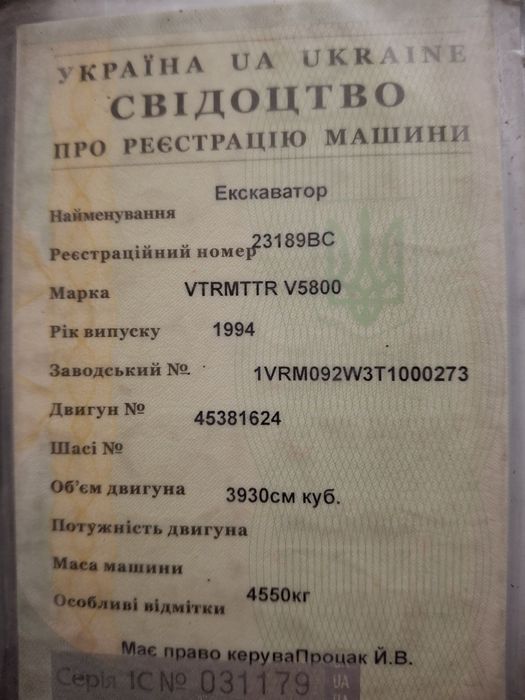 УКРАЇНА UA UKRAINE
СВІДОЦТВО
ПРО РЕЄСТРАЦІЮ МАШИНИ
Найменування Екскаватор
Реєстраційний номер 23189ВС
Марка VTRMTTR V5800
Рік випуску 1994
Заводський №. 1VRM092W3T1000273
Двигун № 45381624
Шасі №
Об'єм двигуна 3930см куб.
Потужність двигуна
Маса машини 4550кг
Особливі відмітки
Має право керуваПроцак Й.В.
Серія 1С № 031179 UA
UA